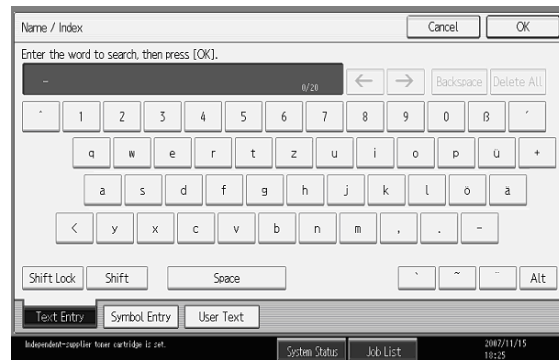 Name / Index Cancel OK
Enter the word to search, then press [OK].
_ 0/20 ← → Backspace Delete All
^ 1 2 3 4 5 6 7 8 9 0 ß ´
q w e r t z u i o p ü +
a s d f g h j k l ö ä
< y x c v b n m , . -
Shift Lock Shift Space ` ~ ¨ Alt
Text Entry Symbol Entry User Text
Independent-supplier toner cartridge is set.
System Status Job List 2007/11/15
10:25